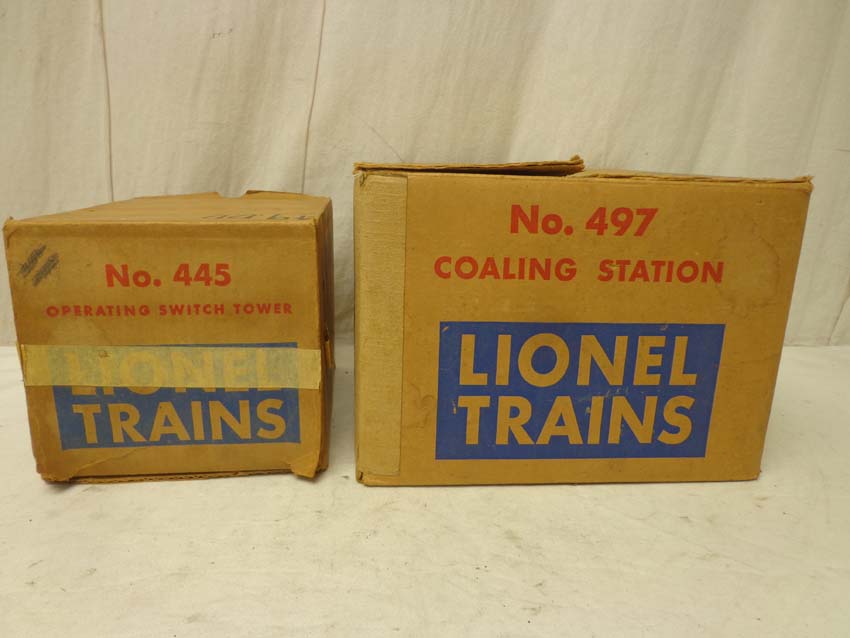 No. 445
OPERATING SWITCH TOWER
LIONEL
TRAINS
No. 497
COALING STATION
LIONEL
TRAINS